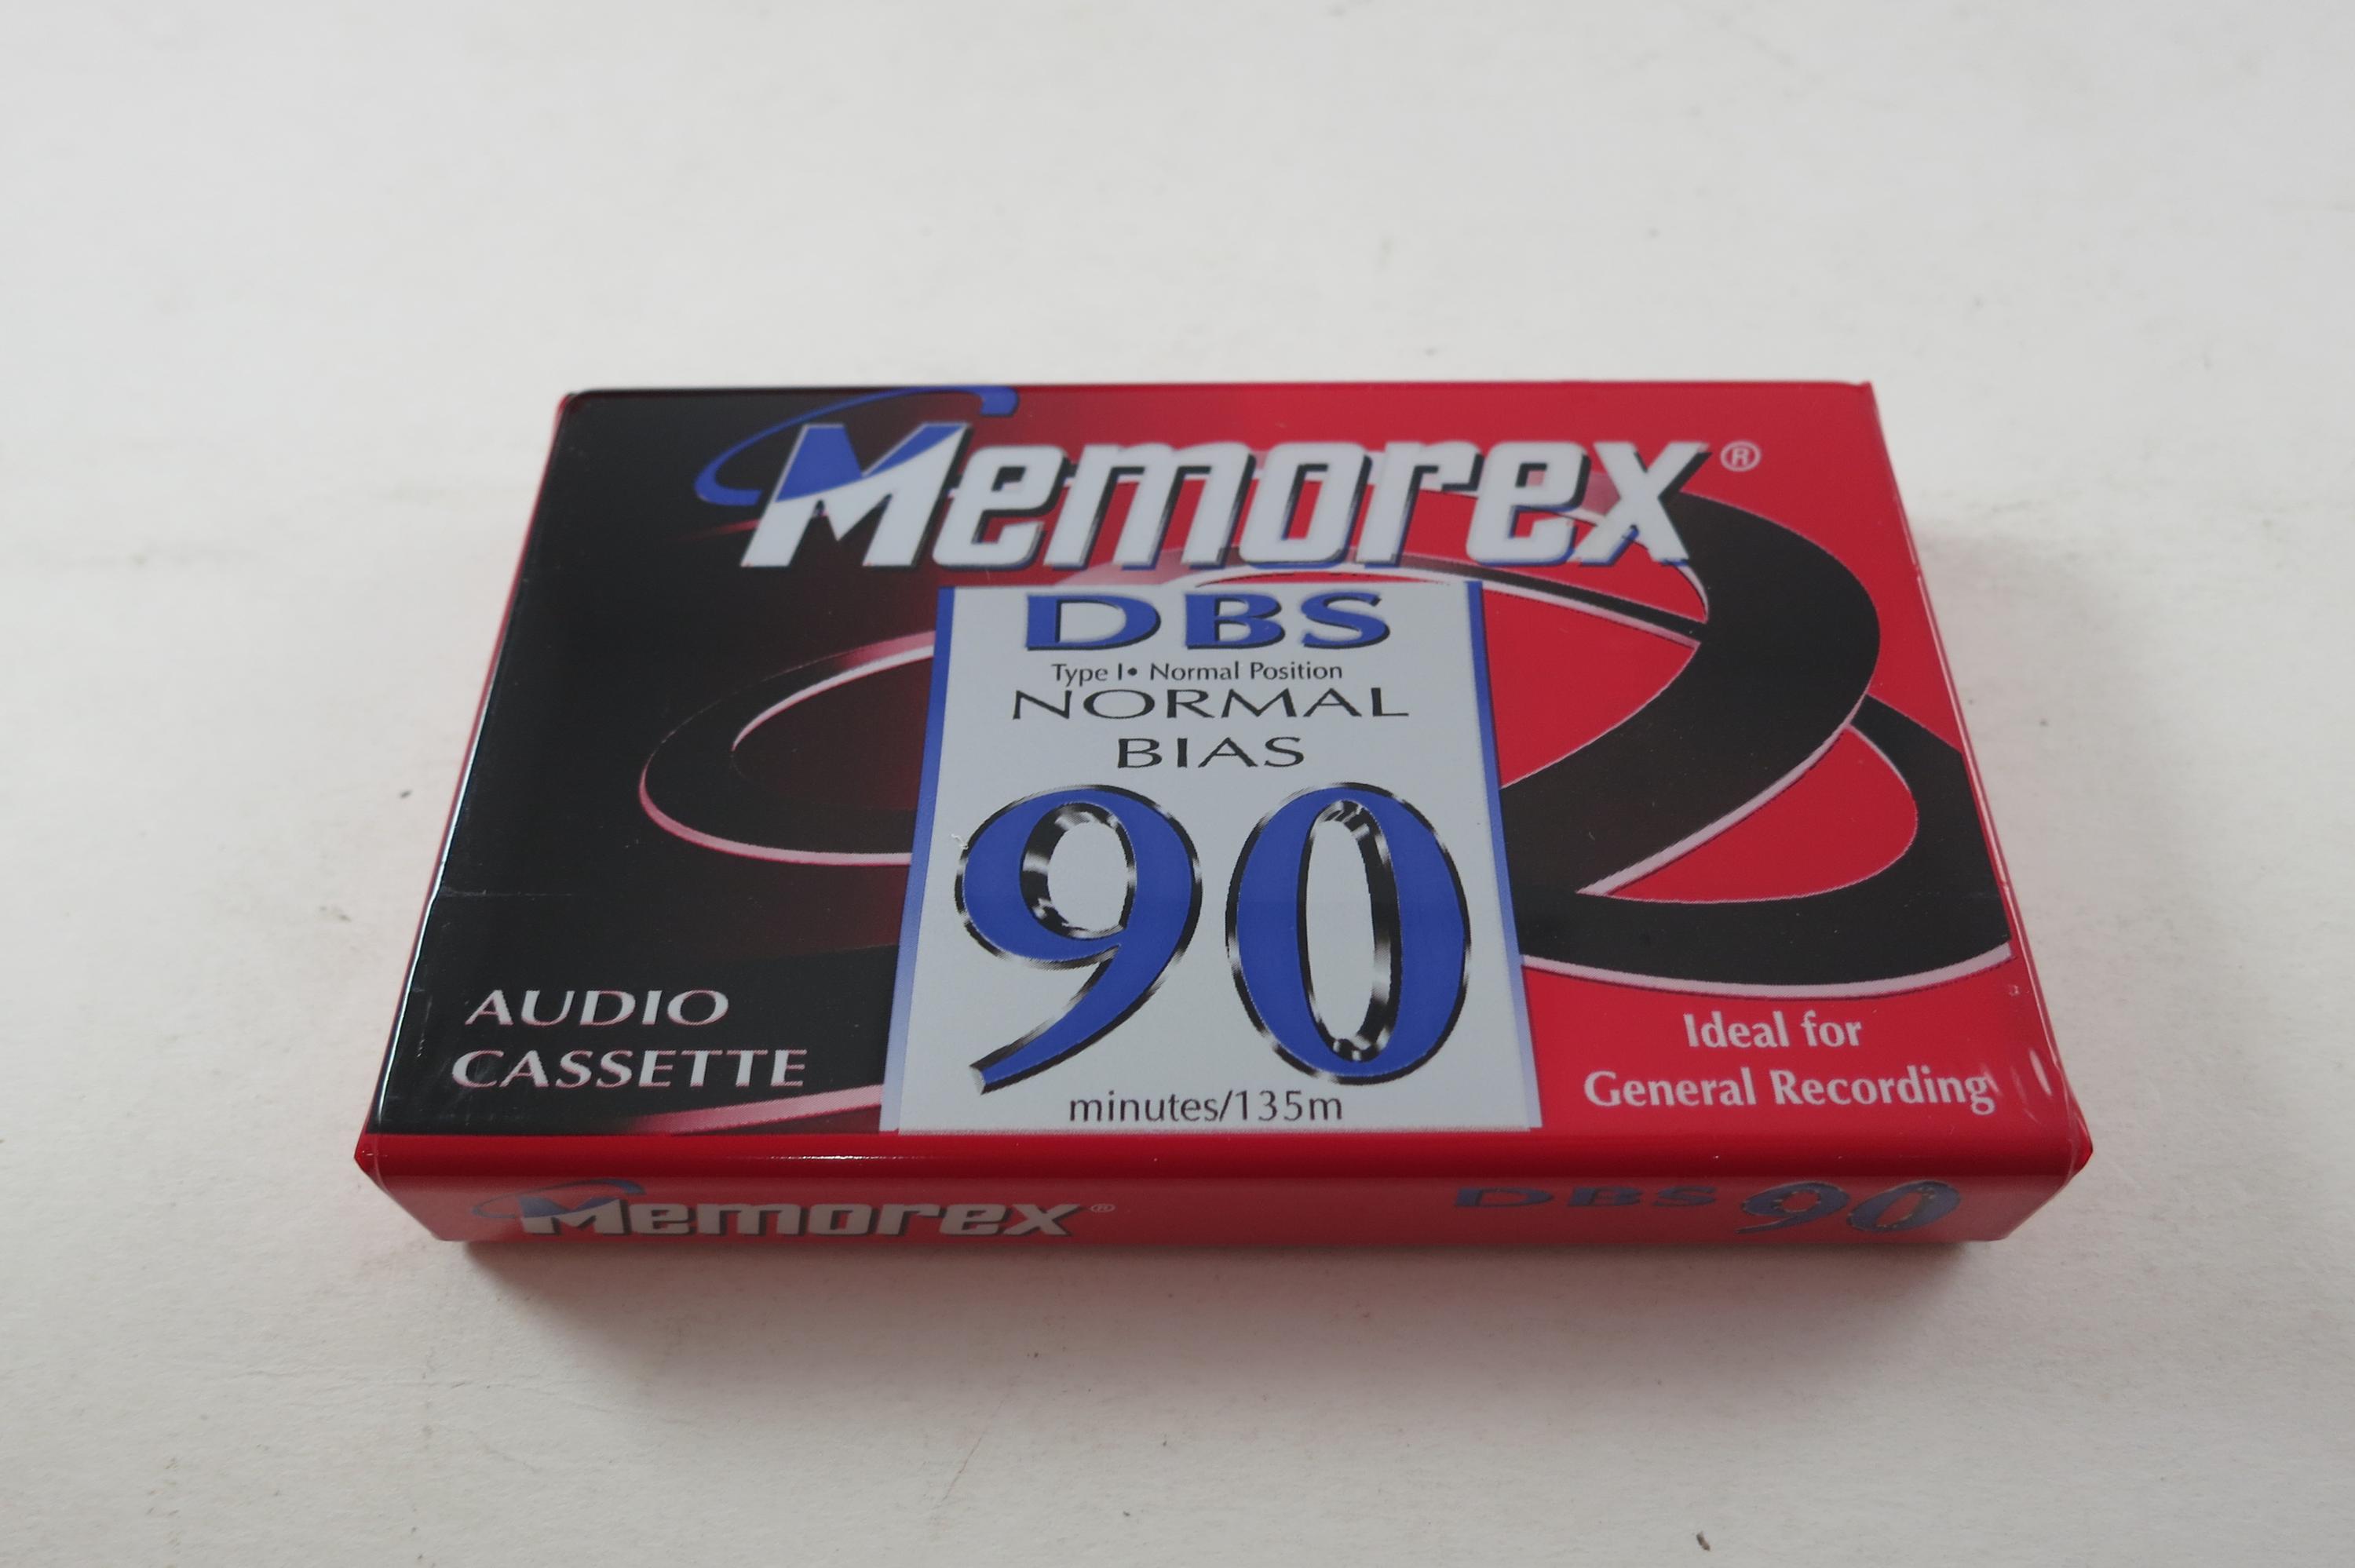 Memorex®
DBS
Type I• Normal Position
NORMAL
BIAS
90
minutes/135m
AUDIO
CASSETTE
Ideal for
General Recording
Memorex®
DBS 90